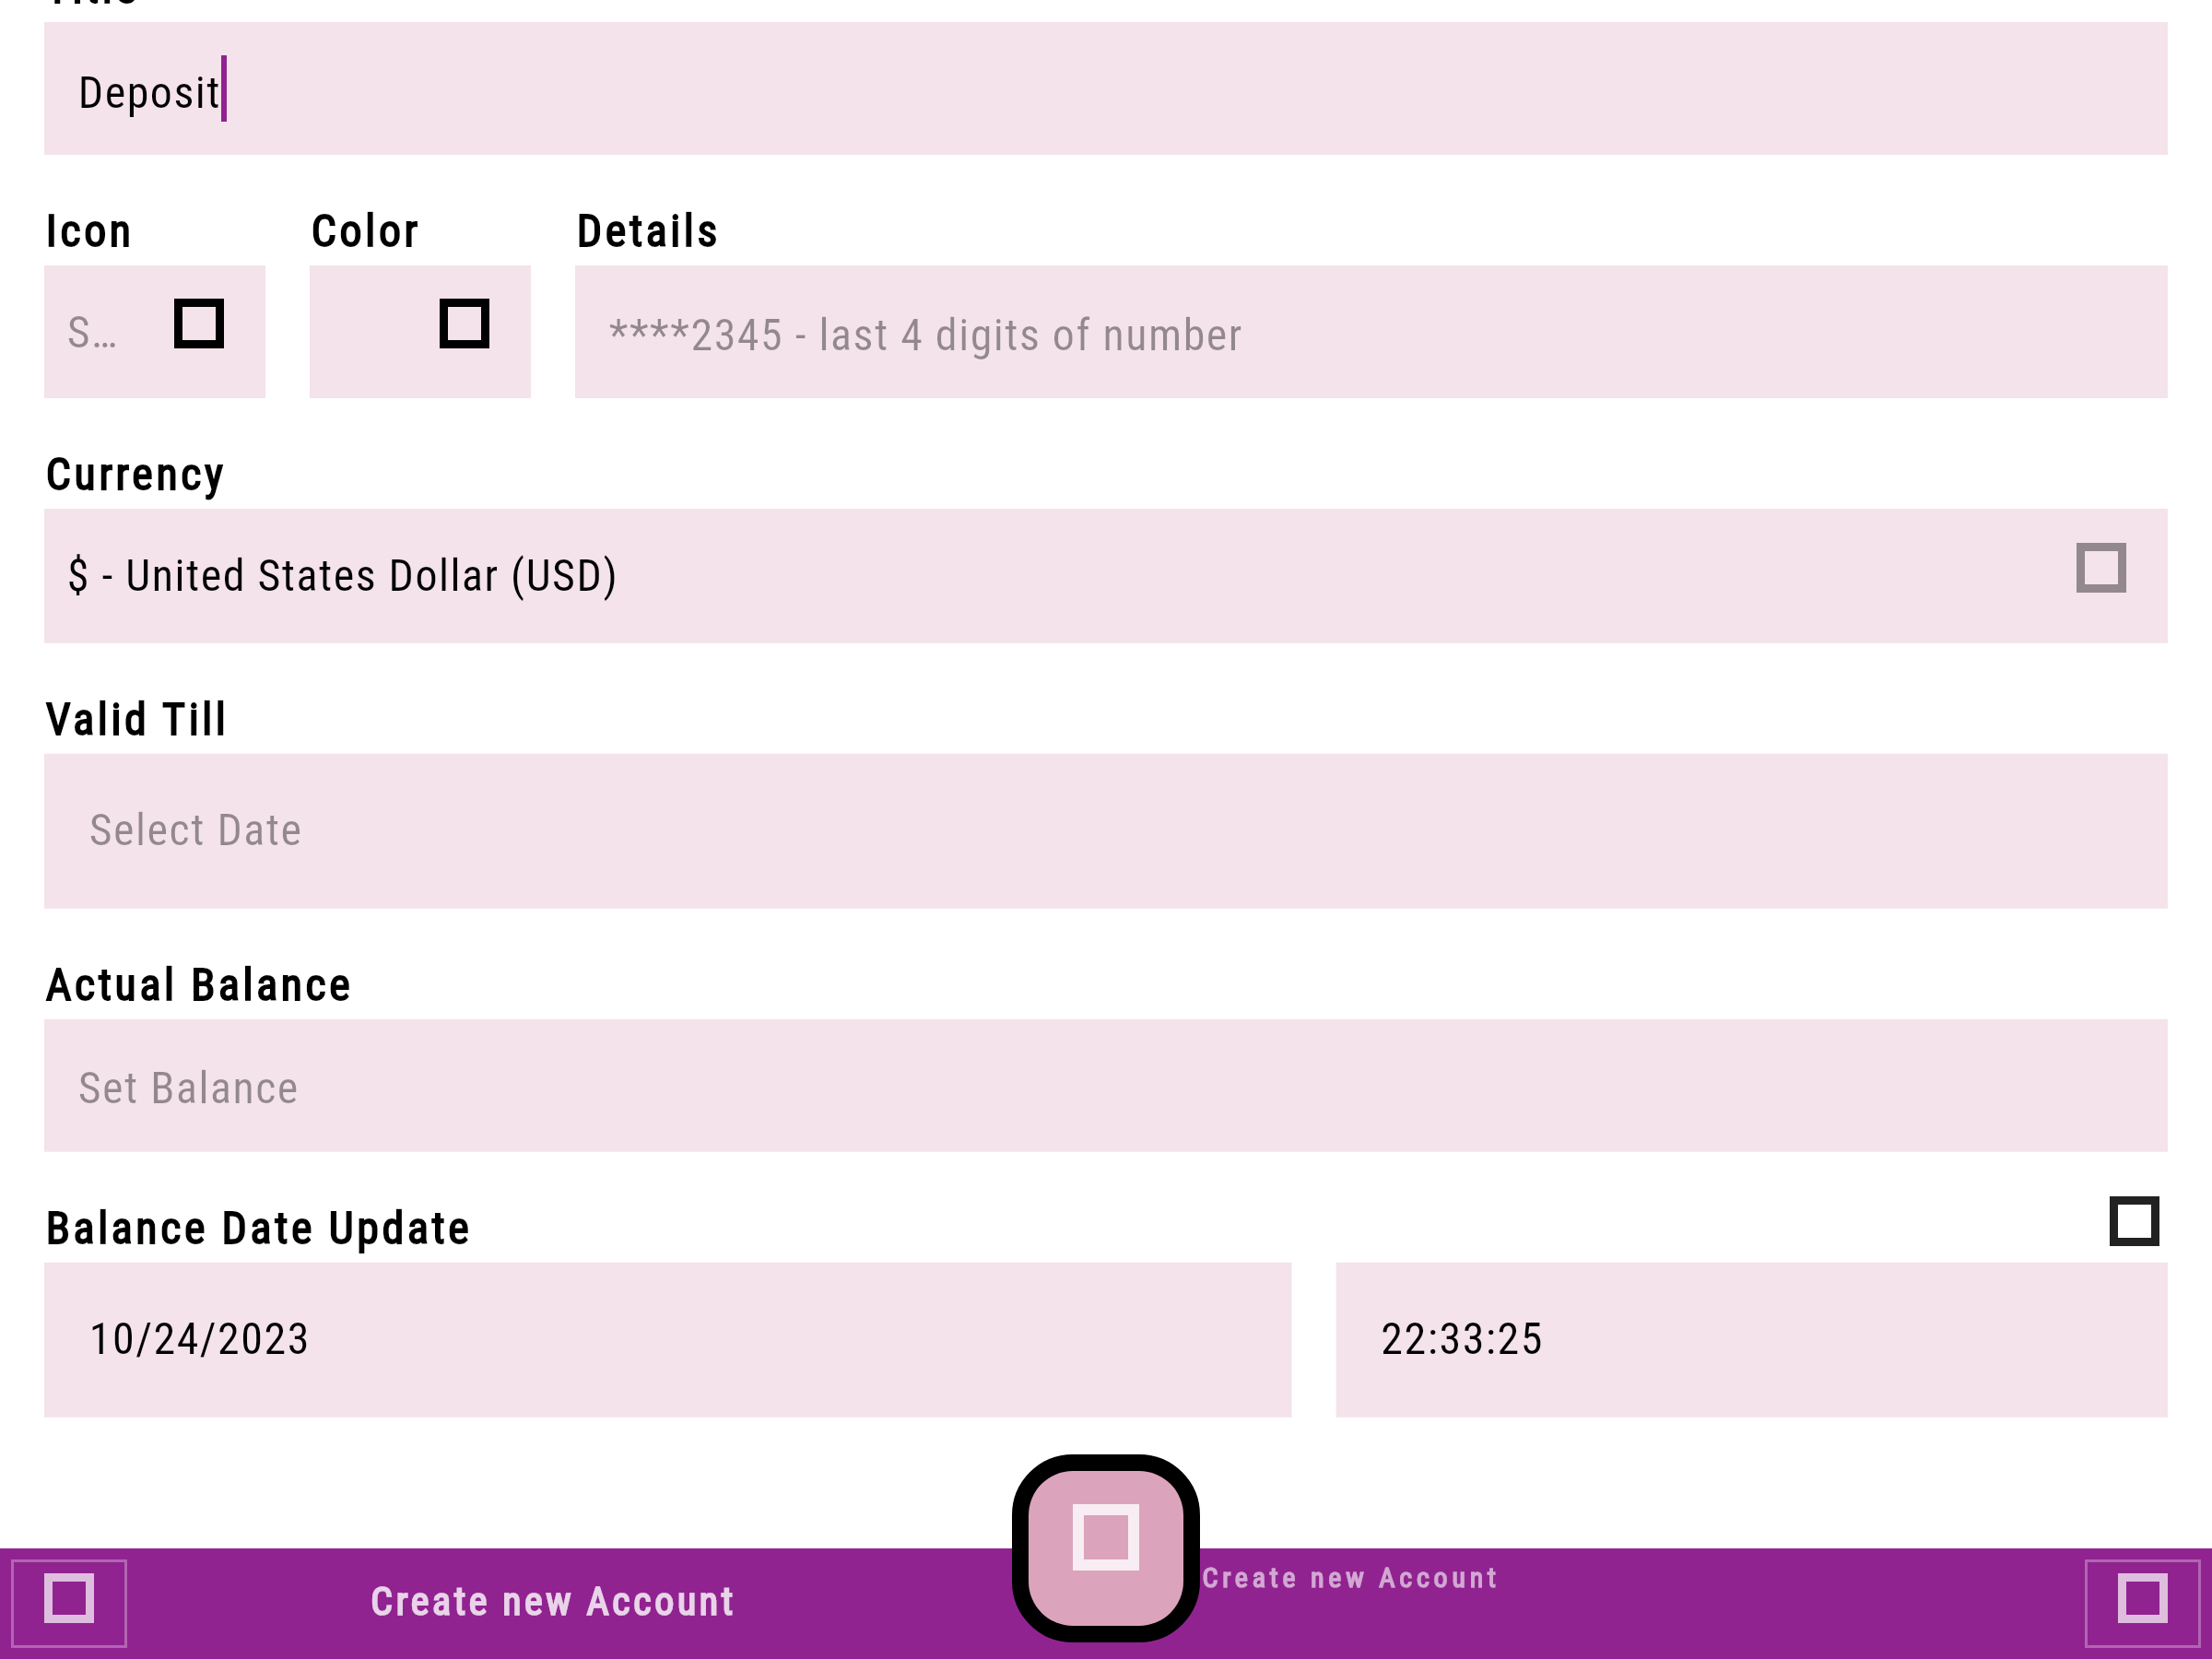 Deposit
Icon Color Details
S… ****2345 - last 4 digits of number
Currency
$ - United States Dollar (USD)
Valid Till
Select Date
Actual Balance
Set Balance
Balance Date Update
10/24/2023 22:33:25
Create new Account Create new Account